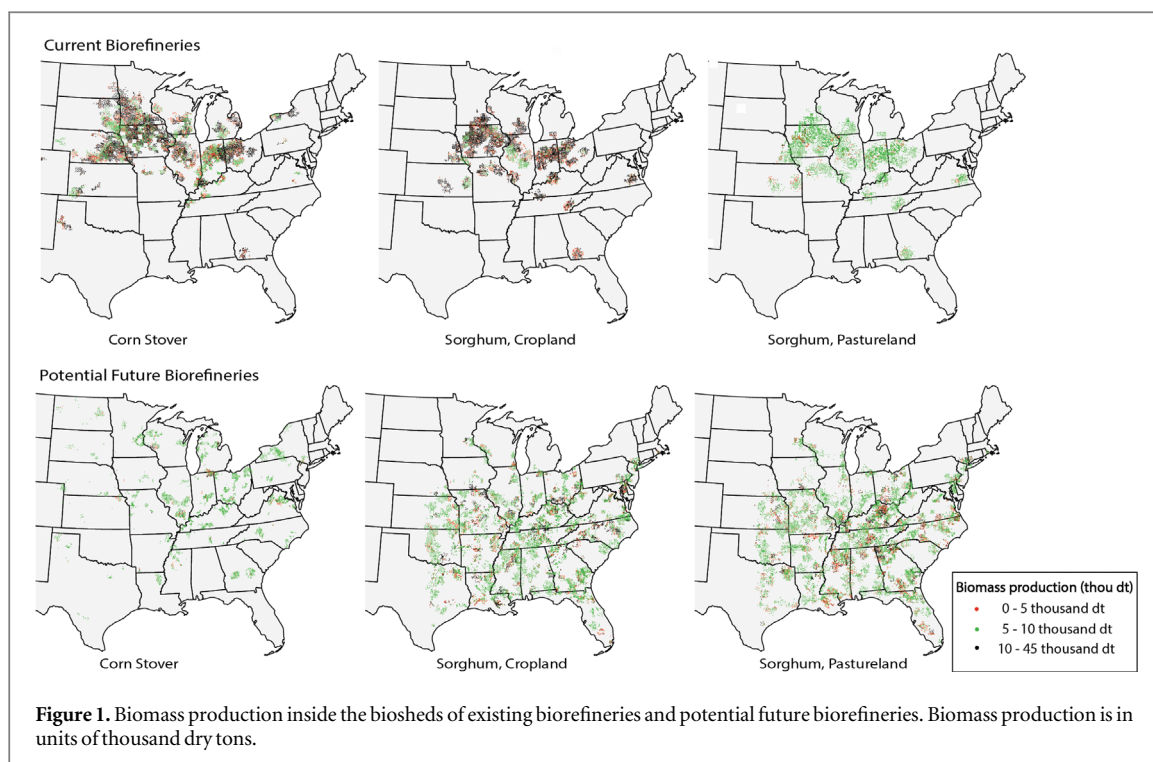 Current Biorefineries
Corn Stover
Sorghum, Cropland
Sorghum, Pastureland
Potential Future Biorefineries
Corn Stover
Sorghum, Cropland
Sorghum, Pastureland
Biomass production (thou dt)
0 - 5 thousand dt
5 - 10 thousand dt
10 - 45 thousand dt
Figure 1. Biomass production inside the biosheds of existing biorefineries and potential future biorefineries. Biomass production is in
units of thousand dry tons.